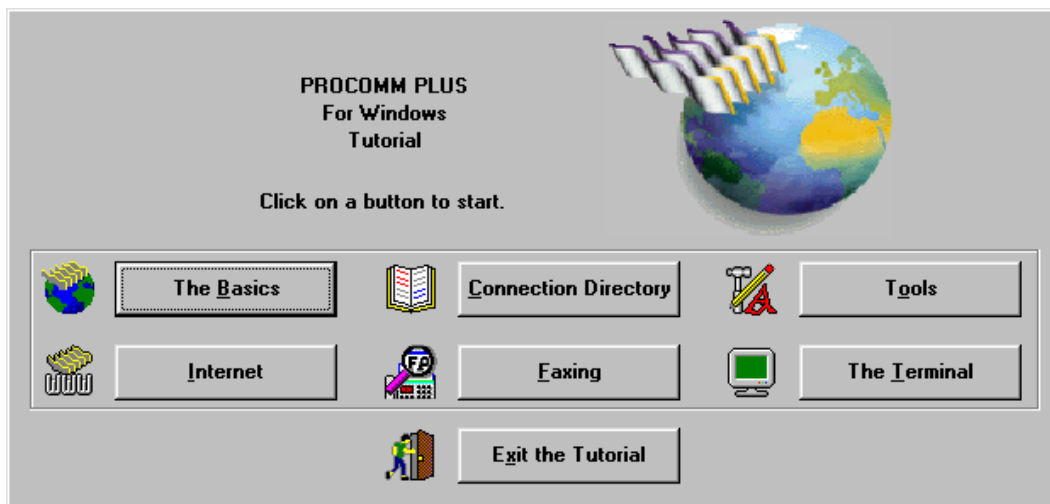 PROCOMM PLUS
For Windows
Tutorial
Click on a button to start.
The Basics
Connection Directory
Tools
Internet
Faxing
The Terminal
Exit the Tutorial